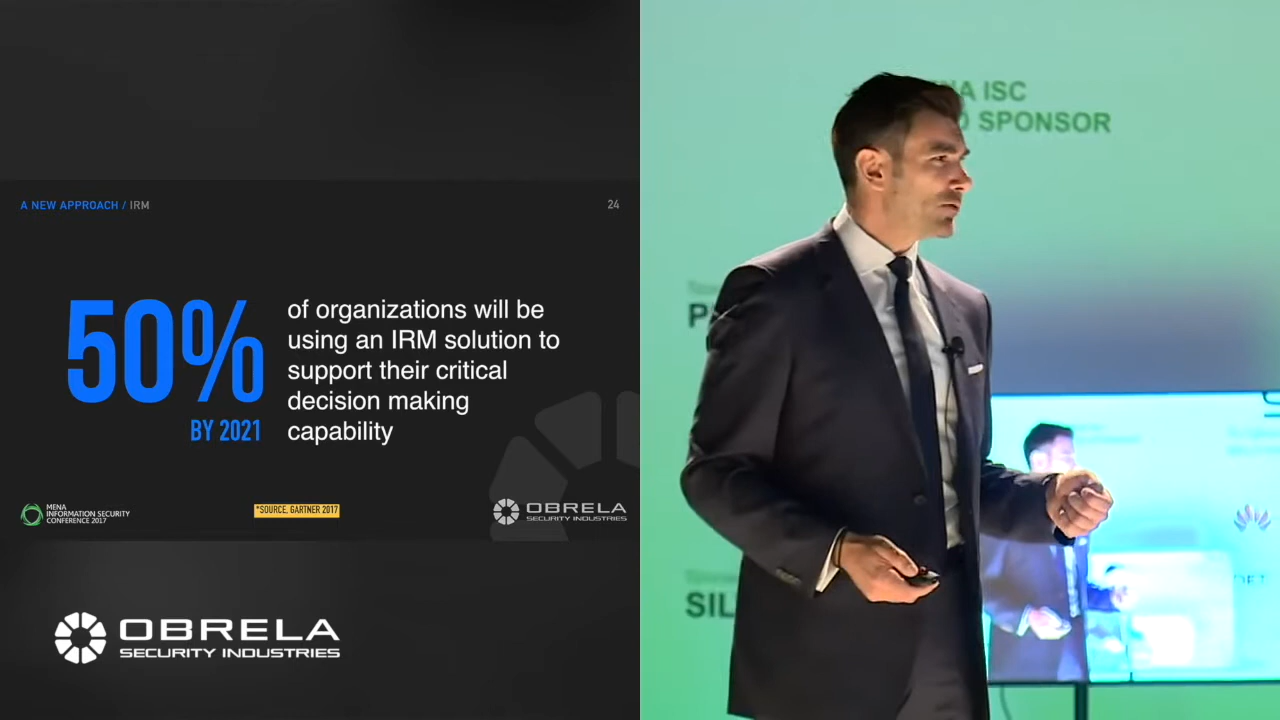 A NEW APPROACH / IRM
24
50%
BY 2021
of organizations will be
using an IRM solution to
support their critical
decision making
capability
MENA
INFORMATION SECURITY
CONFERENCE 2017
*SOURCE, GARTNER 2017
OBRELA
SECURITY INDUSTRIES
OBRELA
SECURITY INDUSTRIES
ISC
SPONSOR